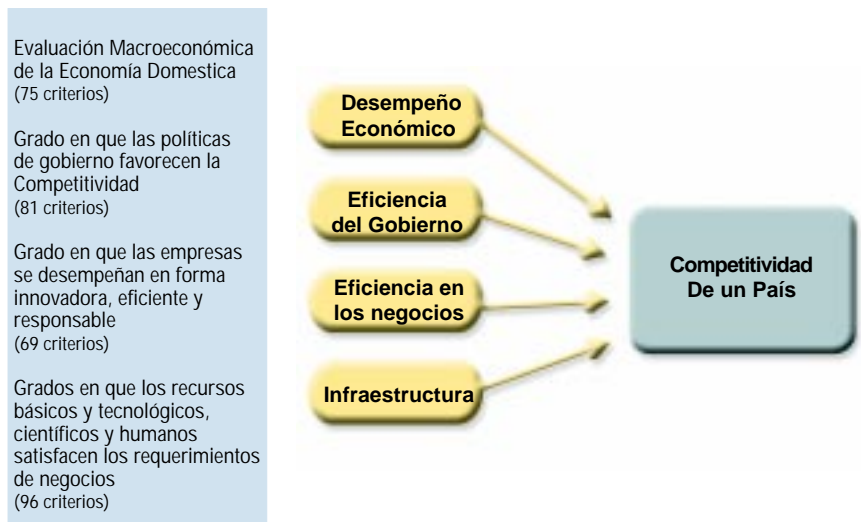 Evaluación Macroeconómica
de la Economía Domestica
(75 criterios)
Grado en que las políticas
de gobierno favorecen la
Competitividad
(81 criterios)
Grado en que las empresas
se desempeñan en forma
innovadora, eficiente y
responsable
(69 criterios)
Grados en que los recursos
básicos y tecnológicos,
científicos y humanos
satisfacen los requerimientos
de negocios
(96 criterios)
Desempeño
Económico
Eficiencia
del Gobierno
Eficiencia en
los negocios
Infraestructura
Competitividad
De un País